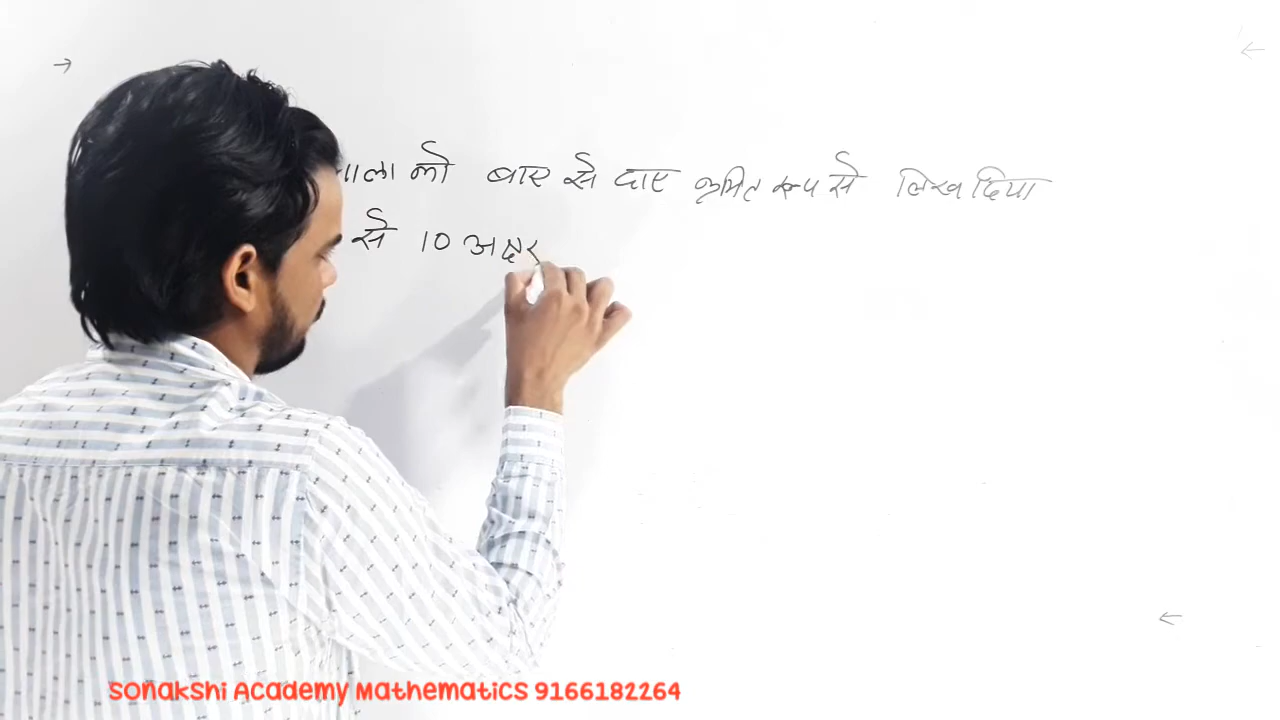 माला को बाए से दाए क्रमित रूप से लिख दिया
से 10 अक्षर
Sonakshi Academy Mathematics 9166182264